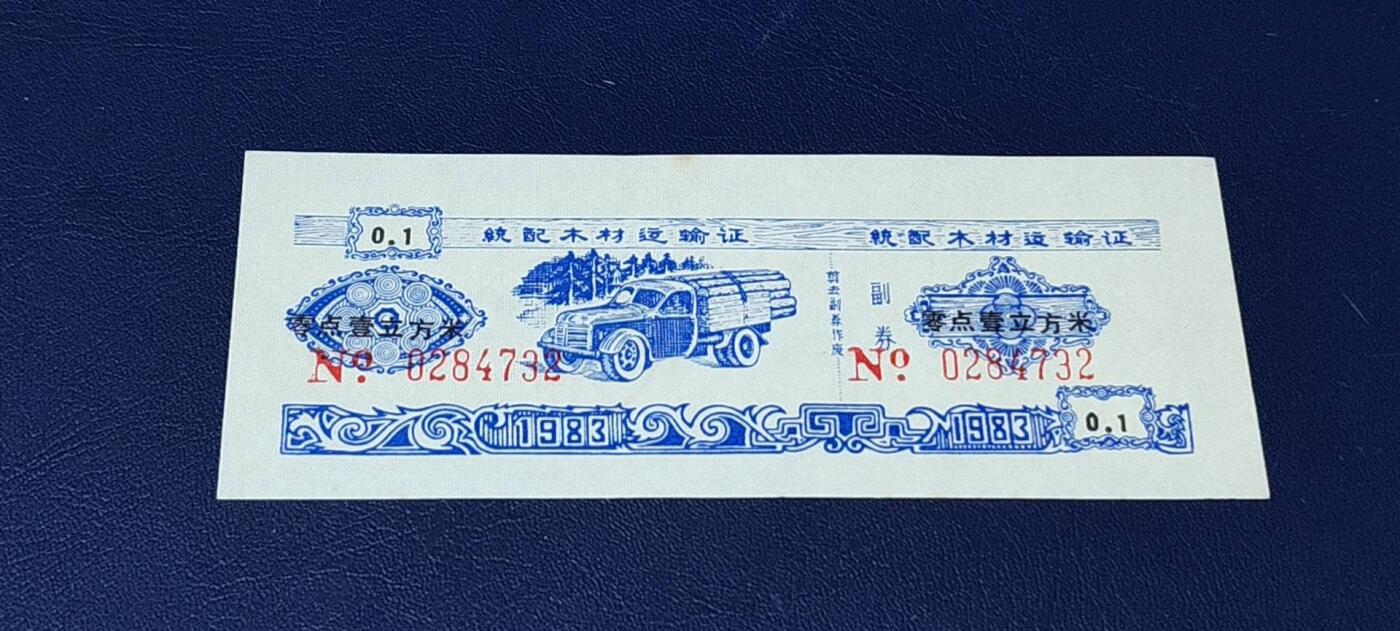 0.1
統配木材运输证
統配木材运输证
零点壹立方米
剪去副券作废
副券
零点壹立方米
No. 0284732
No. 0284732
1983
1983
0.1